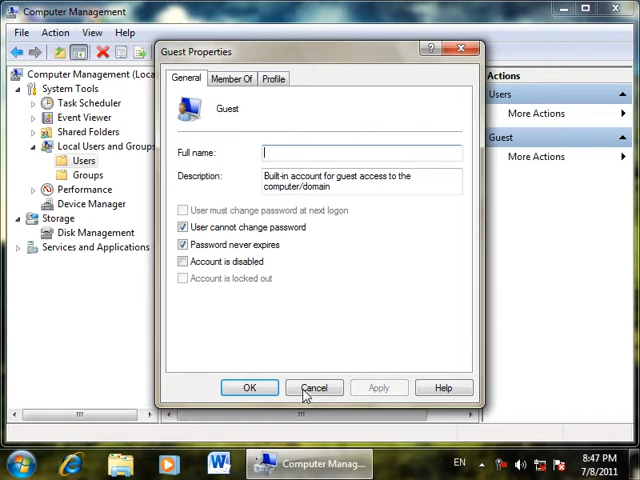 Computer Management
File Action View Help
Computer Management (Loca
System Tools
Task Scheduler
Event Viewer
Shared Folders
Local Users and Groups
Users
Groups
Performance
Device Manager
Storage
Disk Management
Services and Applications
Guest Properties
General Member Of Profile
Guest
Full name:
Description: Built-in account for guest access to the
computer/domain
User must change password at next logon
User cannot change password
Password never expires
Account is disabled
Account is locked out
OK Cancel Apply Help
Actions
Users
More Actions
Guest
More Actions
Computer Manag...
EN
8:47 PM
7/8/2011